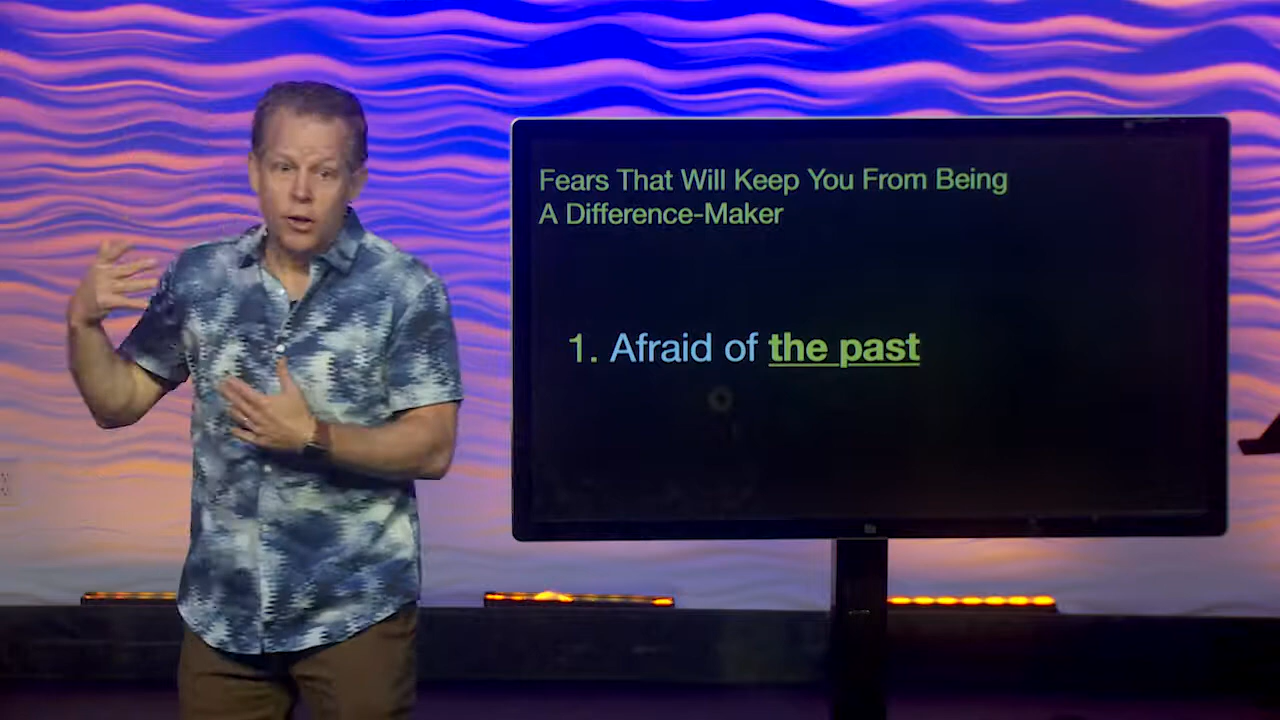 Fears That Will Keep You From Being
A Difference-Maker
1. Afraid of the past